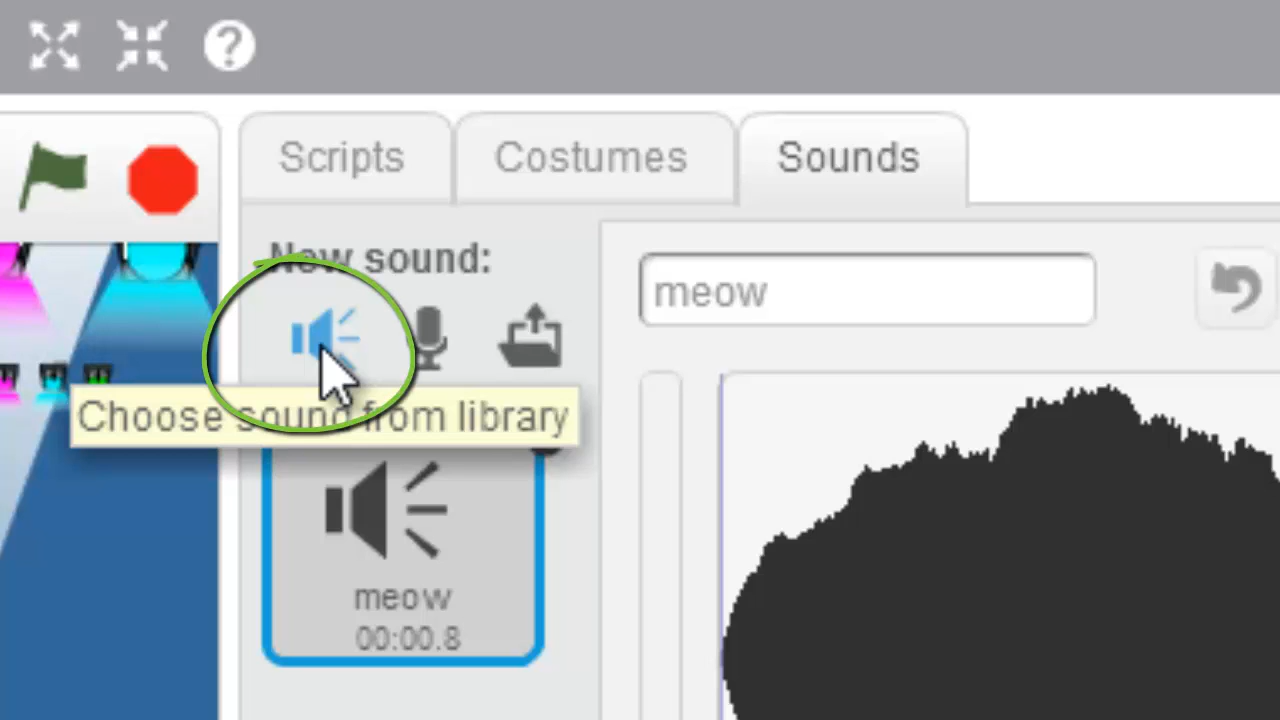 Scripts
Costumes
Sounds
New sound:
meow
Choose sound from library
meow
00:00.8